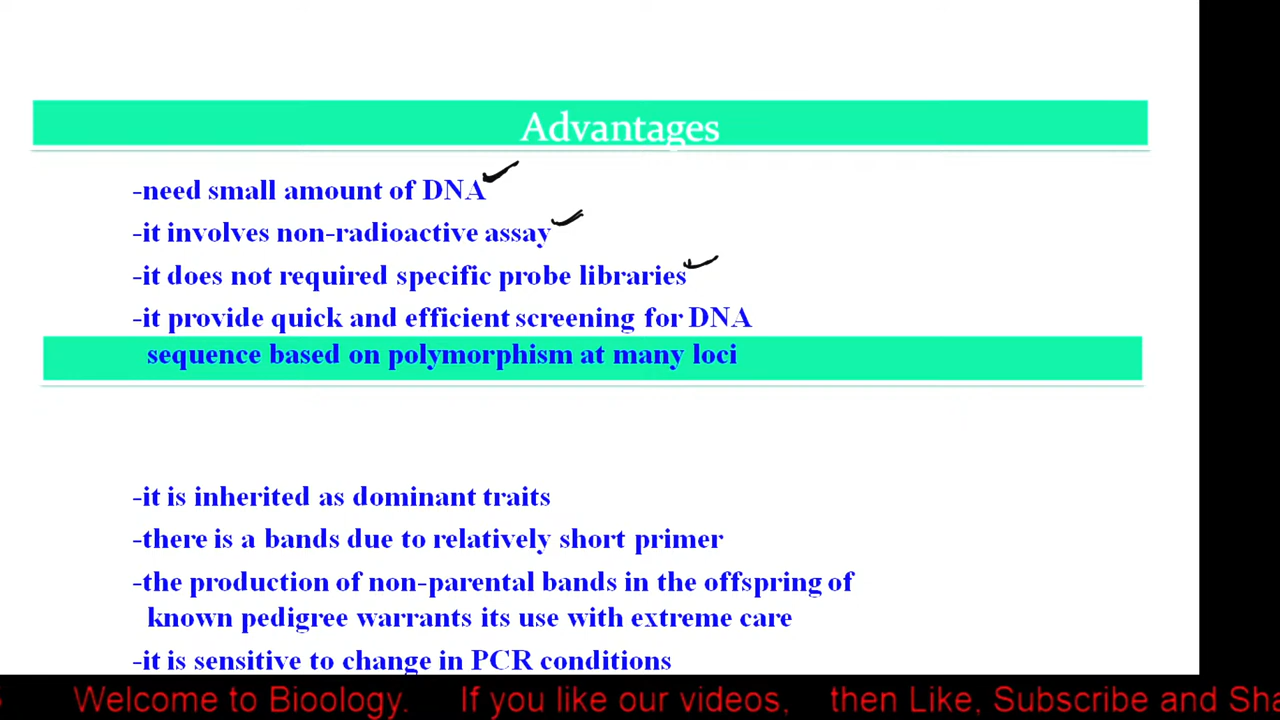 Advantages
-need small amount of DNA
-it involves non-radioactive assay
-it does not required specific probe libraries
-it provide quick and efficient screening for DNA
sequence based on polymorphism at many loci
-it is inherited as dominant traits
-there is a bands due to relatively short primer
-the production of non-parental bands in the offspring of
known pedigree warrants its use with extreme care
-it is sensitive to change in PCR conditions
Welcome to Bioology. If you like our videos, then Like, Subscribe and Sha